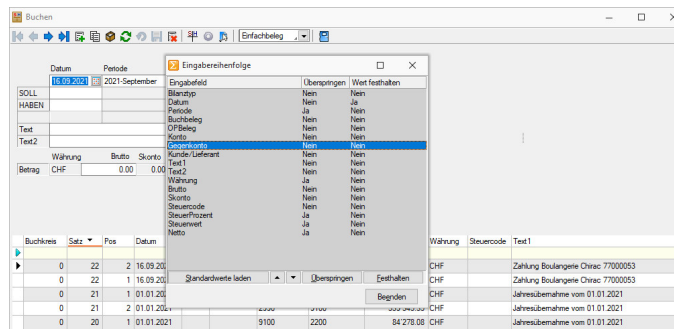 Buchen
Einfachbeleg
Eingabereihenfolge
Datum Periode
16.09.2021 2021-September
SOLL
HABEN
Text
Text2
Währung Brutto Skonto
Betrag CHF 0.00 0.00
Eingabefeld Überspringen Wert festhalten
Bilanztyp Nein Nein
Datum Nein Ja
Periode Ja Nein
Buchbeleg Nein Nein
OPBeleg Nein Nein
Konto Nein Nein
Gegenkonto Nein Nein
Kunde/Lieferant Nein Nein
Text1 Nein Nein
Text2 Nein Nein
Währung Ja Nein
Brutto Nein Nein
Skonto Nein Nein
Steuercode Nein Nein
SteuerProzent Ja Nein
Steuerwert Ja Nein
Netto Ja Nein
Standardwerte laden Überspringen Festhalten
Beenden
Buchkreis Satz Pos Datum Währung Steuercode Text1
0 22 2 16.09.20 CHF Zahlung Boulangerie Chirac 77000053
0 22 1 16.09.20 CHF Zahlung Boulangerie Chirac 77000053
0 21 1 01.01.20 CHF Jahresübernahme vom 01.01.2021
0 21 2 01.01.2021 CHF Jahresübernahme vom 01.01.2021
0 20 1 01.01.2021 9100 2200 84'278.08 CHF Jahresübernahme vom 01.01.2021